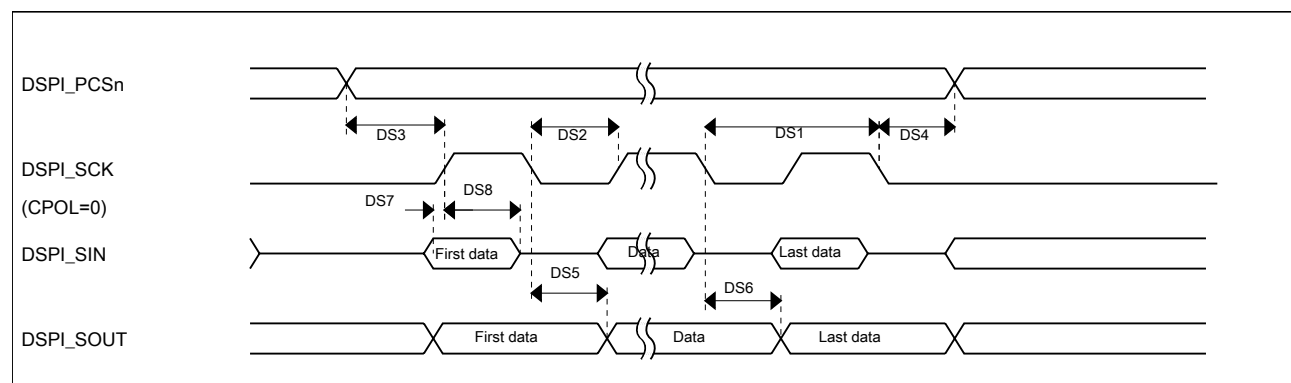 DSPI_PCSn
DS3
DS2
DS1
DS4
DSPI_SCK
(CPOL=0)
DS7
DS8
DSPI_SIN
First data
Data
Last data
DS5
DS6
DSPI_SOUT
First data
Data
Last data